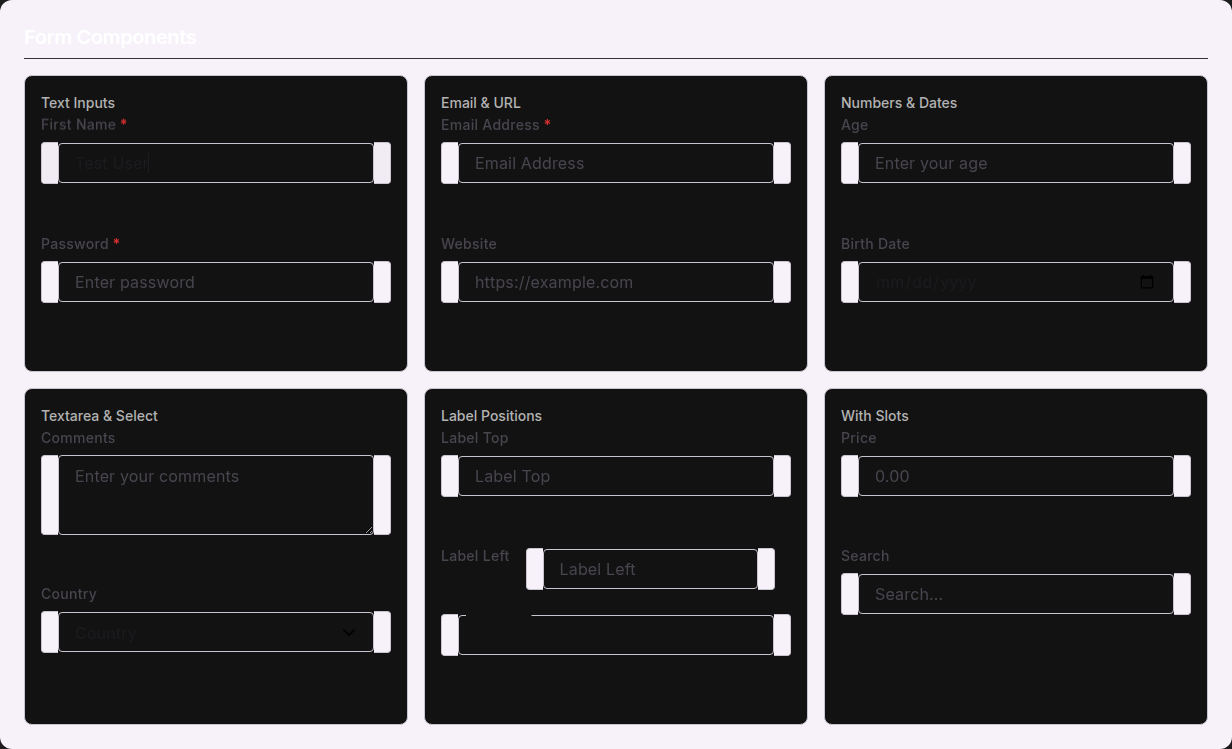 Form Components
Text Inputs
First Name *
Test User
Password *
Enter password
Email & URL
Email Address *
Email Address
Website
https://example.com
Numbers & Dates
Age
Enter your age
Birth Date
mm/dd/yyyy
Textarea & Select
Comments
Enter your comments
Country
Country
Label Positions
Label Top
Label Top
Label Left
Label Left
With Slots
Price
0.00
Search
Search...